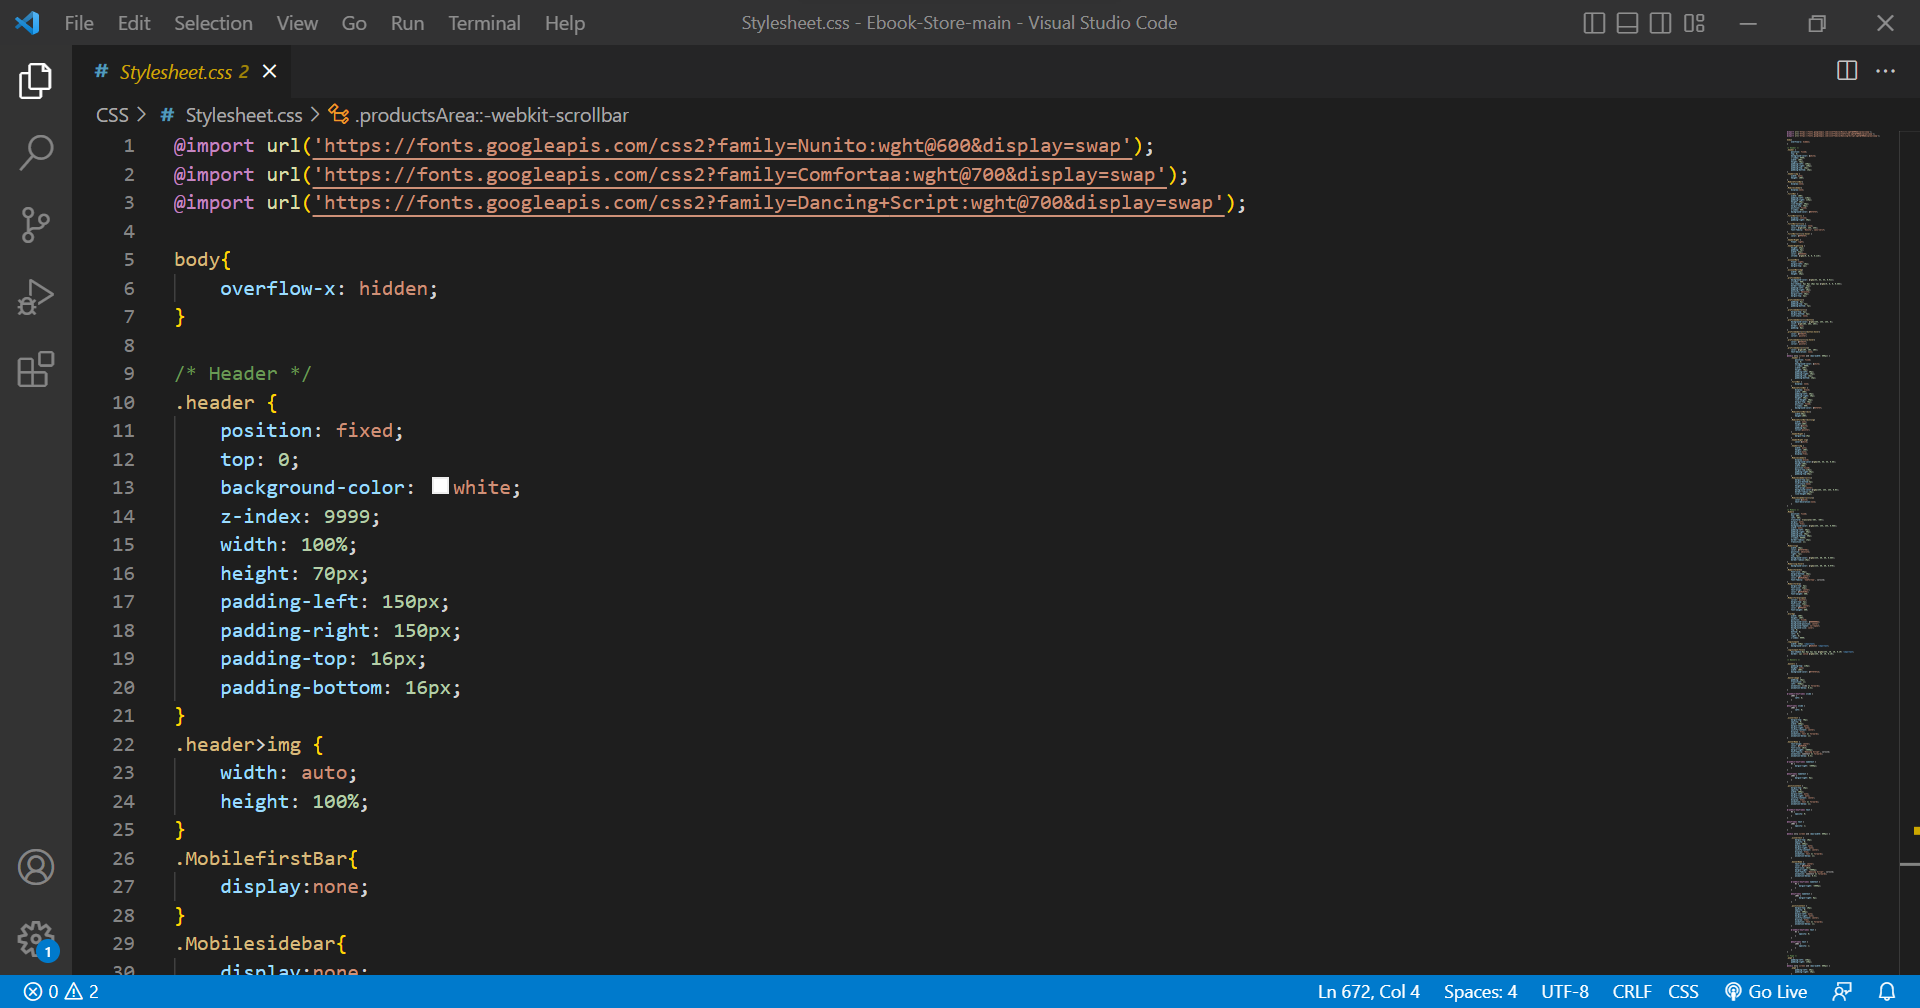 File Edit Selection View Go Run Terminal Help Stylesheet.css - Ebook-Store-main - Visual Studio Code
# Stylesheet.css 2
CSS > # Stylesheet.css > .productsArea::-webkit-scrollbar
1 @import url('https://fonts.googleapis.com/css2?family=Nunito:wght@600&display=swap');
2 @import url('https://fonts.googleapis.com/css2?family=Comfortaa:wght@700&display=swap');
3 @import url('https://fonts.googleapis.com/css2?family=Dancing+Script:wght@700&display=swap');
4
5 body{
6 overflow-x: hidden;
7 }
8
9 /* Header */
10 .header {
11 position: fixed;
12 top: 0;
13 background-color: white;
14 z-index: 9999;
15 width: 100%;
16 height: 70px;
17 padding-left: 150px;
18 padding-right: 150px;
19 padding-top: 16px;
20 padding-bottom: 16px;
21 }
22 .header>img {
23 width: auto;
24 height: 100%;
25 }
26 .MobilefirstBar{
27 display:none;
28 }
29 .Mobilesidebar{
30 display:none;
1
0 2 Ln 672, Col 4 Spaces: 4 UTF-8 CRLF CSS Go Live